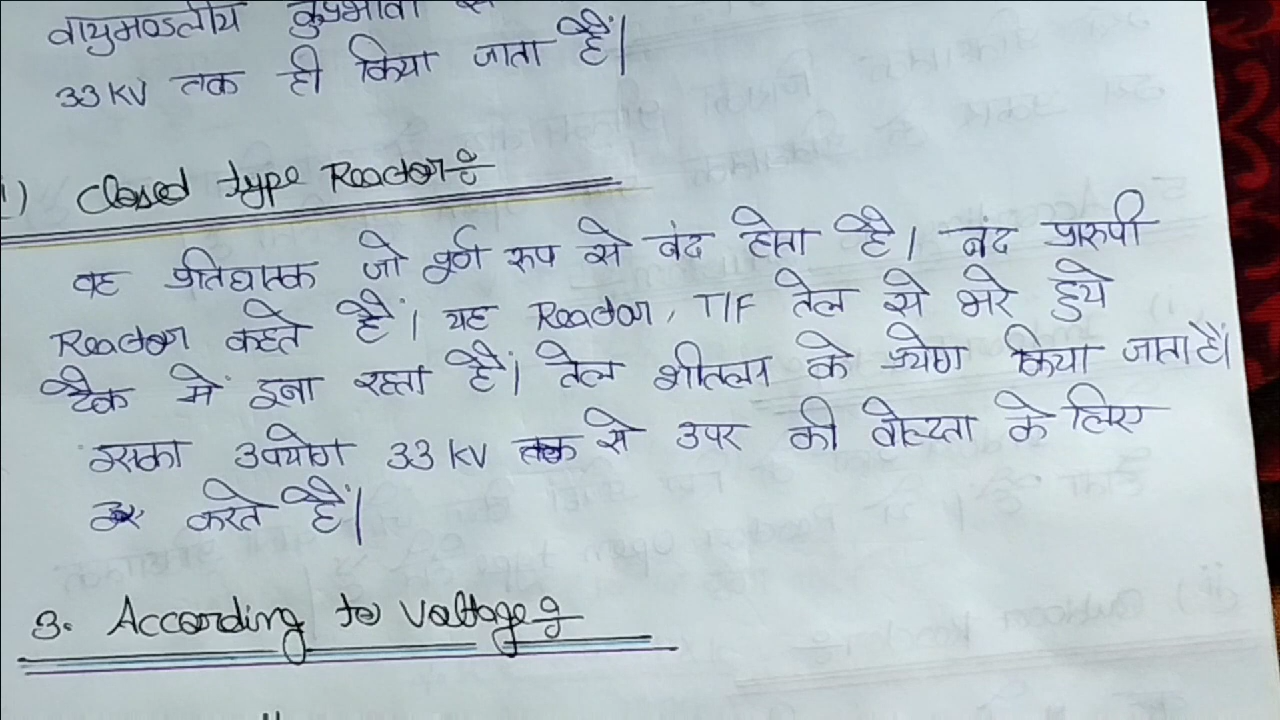 वायुमण्डलीय कुप्रभावो से
33 KV तक ही किया जाता है।
i) Closed type Reactor :-
वह प्रतिघातक जो पूर्ण रूप से बंद होता है। बंद प्रारुपी
Reactor कहते हैं। यह Reactor, T/F तेल से भरे हुये
टैंक में डूबा रहता है। तेल शीतलन के प्रयोग किया जाता हैं।
इसका उपयोग 33 KV तक से उपर की वोल्टता के लिए
करते हैं।
3. According to Voltage :-